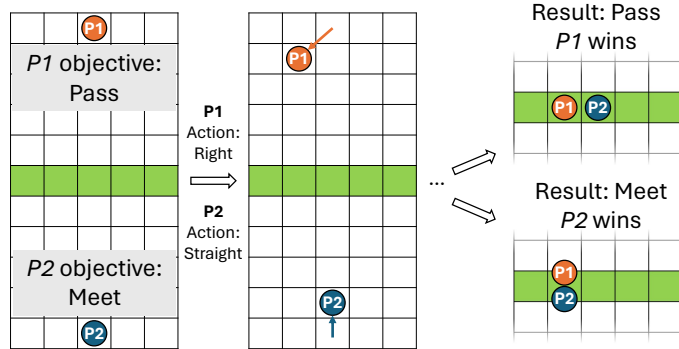 P1
P1 objective:
Pass
P1
Action:
Right
P2
Action:
Straight
P2 objective:
Meet
P2
P1
P2
...
Result: Pass
P1 wins
P1 P2
Result: Meet
P2 wins
P1
P2